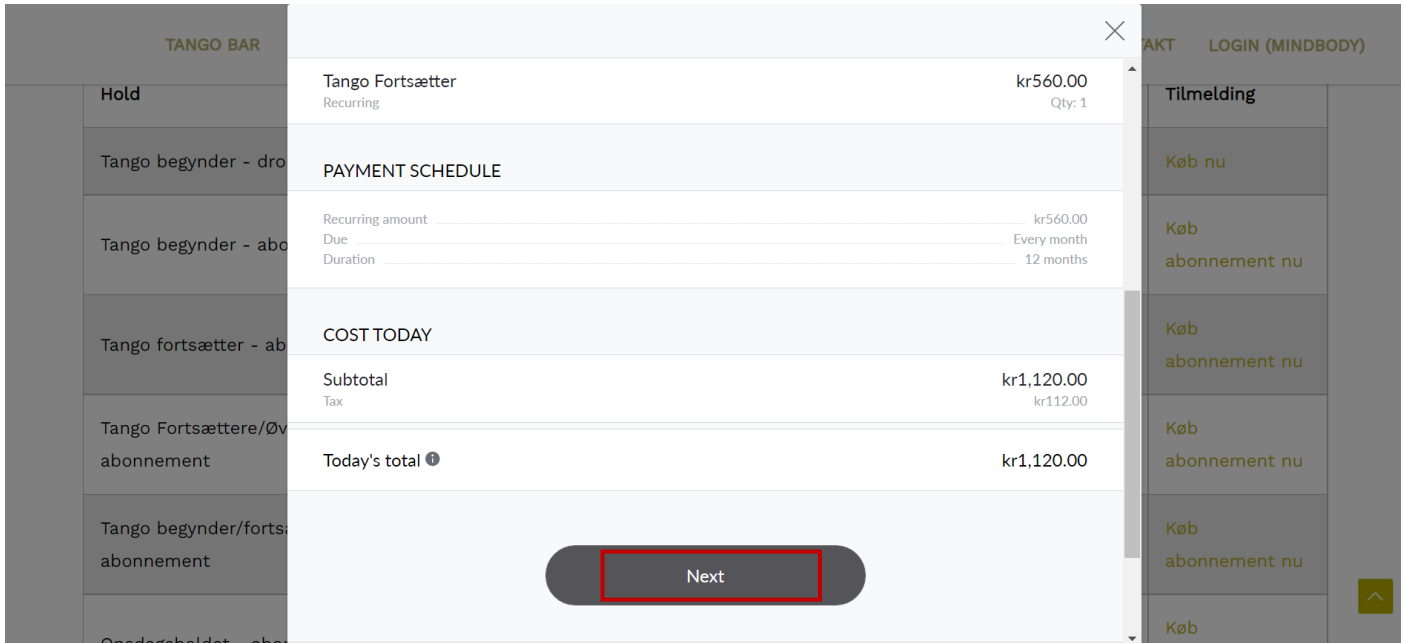 TANGO BAR
AKT LOGIN (MINDBODY)
Hold
Tilmelding
Tango begynder - dro
Køb nu
Tango begynder - abo
Køb
abonnement nu
Tango fortsætter - ab
Køb
abonnement nu
Tango Fortsættere/Øv
abonnement
Køb
abonnement nu
Tango begynder/forts
abonnement
Køb
abonnement nu
Køb
Tango Fortsætter kr560.00
Recurring Qty: 1
PAYMENT SCHEDULE
Recurring amount kr560.00
Due Every month
Duration 12 months
COST TODAY
Subtotal kr1,120.00
Tax kr112.00
Today's total kr1,120.00
Next